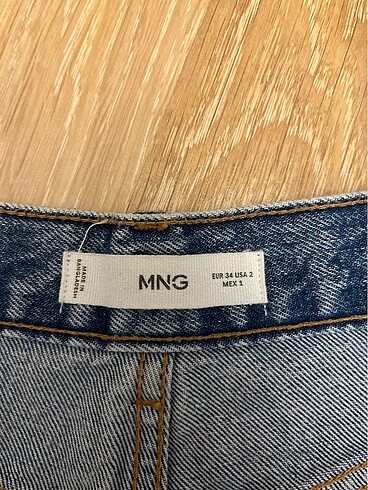 MADE IN
BANGLADESH
MNG
EUR 34 USA 2
MEX 1